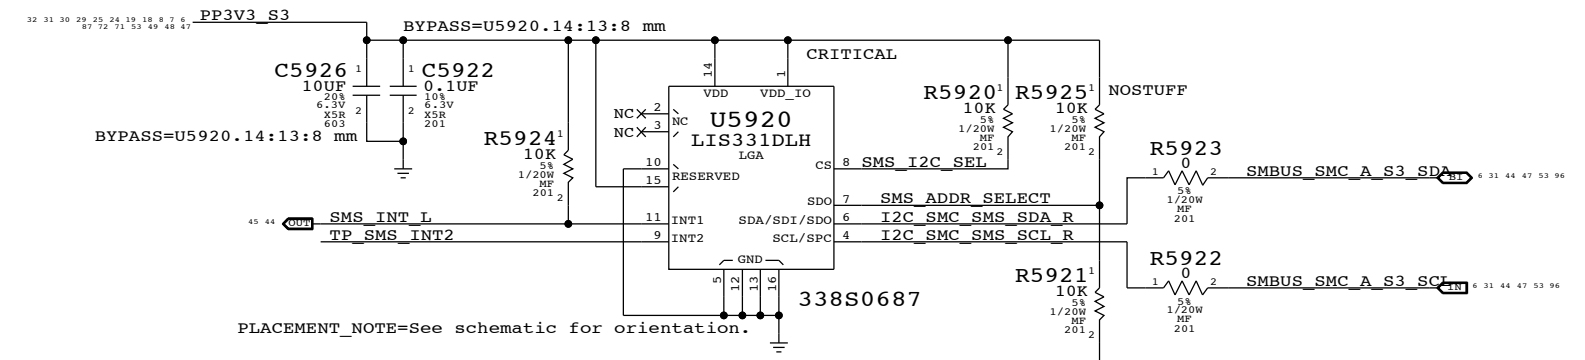 32 31 30 29 25 24 19 18 8 7 6
87 72 71 53 49 48 47
PP3V3_S3
BYPASS=U5920.14:13:8 mm
CRITICAL
C5926
1
10UF
20%
6.3V
X5R
603
2
C5922
1
0.1UF
10%
6.3V
X5R
201
2
BYPASS=U5920.14:13:8 mm
R5924
1
10K
5%
1/20W
MF
201
2
14
1
VDD
VDD_IO
NC
2
NC
3
NC
U5920
LIS331DLH
LGA
10
RESERVED
15
CS
8
SMS_I2C_SEL
R5920
1
10K
5%
1/20W
MF
201
2
R5925
1
NOSTUFF
10K
5%
1/20W
MF
201
2
SDO
7
SMS_ADDR_SELECT
45 44
OUT
SMS_INT_L
11
INT1
SDA/SDI/SDO
6
I2C_SMC_SMS_SDA_R
TP_SMS_INT2
9
INT2
SCL/SPC
4
I2C_SMC_SMS_SCL_R
GND
5
12
13
16
338S0687
R5923
0
1
2
5%
1/20W
MF
201
SMBUS_SMC_A_S3_SDA
BI
6 31 44 47 53 96
R5922
0
1
2
5%
1/20W
MF
201
SMBUS_SMC_A_S3_SCL
IN
6 31 44 47 53 96
R5921
1
10K
5%
1/20W
MF
201
2
PLACEMENT_NOTE=See schematic for orientation.